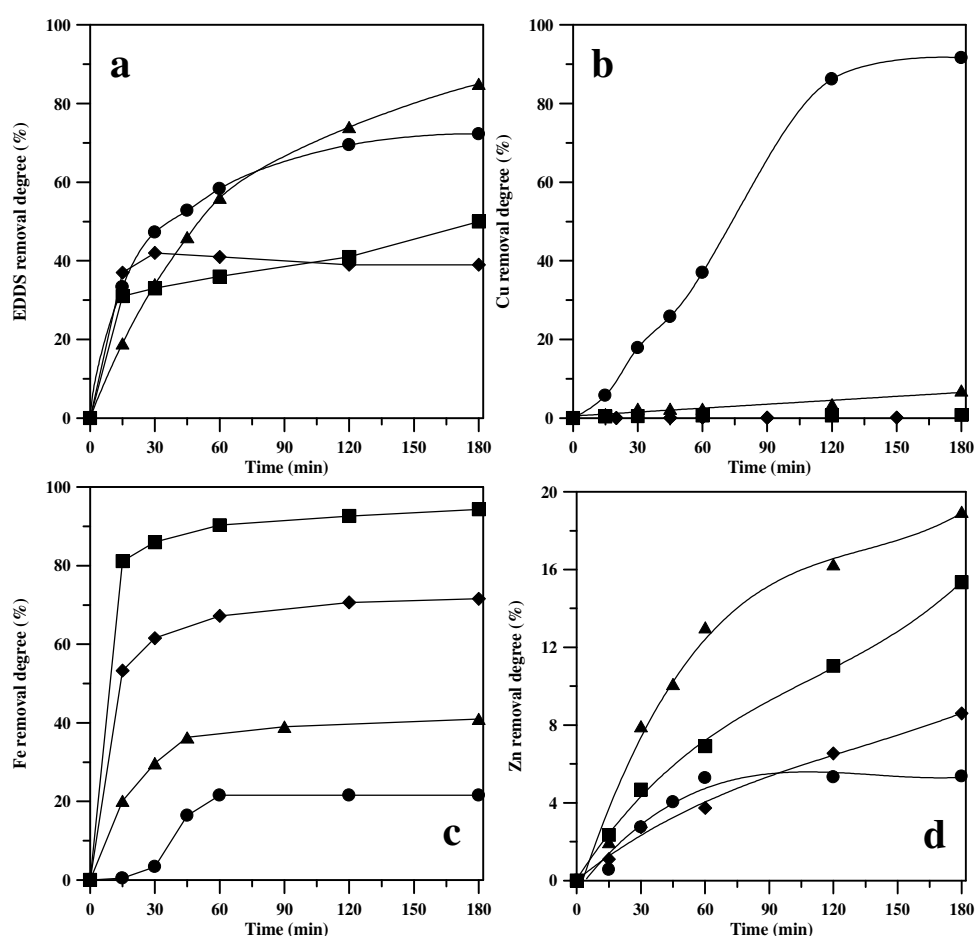 a
EDDS removal degree (%)
100
80
60
40
20
0
0 30 60 90 120 150 180
Time (min)
b
Cu removal degree (%)
100
80
60
40
20
0
0 30 60 90 120 150 180
Time (min)
c
Fe removal degree (%)
100
80
60
40
20
0
0 30 60 90 120 150 180
Time (min)
d
Zn removal degree (%)
20
16
12
8
4
0
0 30 60 90 120 150 180
Time (min)